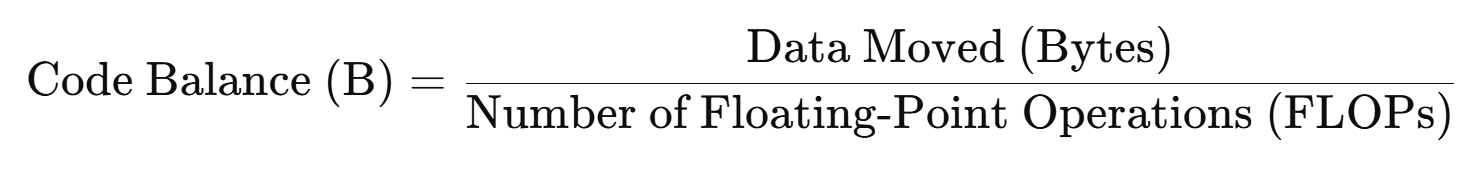 Code Balance (B) = Data Moved (Bytes)
Number of Floating-Point Operations (FLOPs)